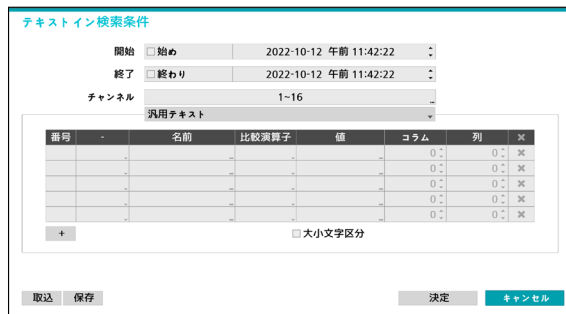 テキストイン検索条件
開始 始め 2022-10-12 午前 11:42:22
終了 終わり 2022-10-12 午前 11:42:22
チャンネル 1~16
汎用テキスト
番号 - 名前 比較演算子 値 コラム 列 ×
0 0 ×
0 0 ×
0 0 ×
0 0 ×
0 0 ×
+ 大小文字区分
取込 保存 決定 キャンセル